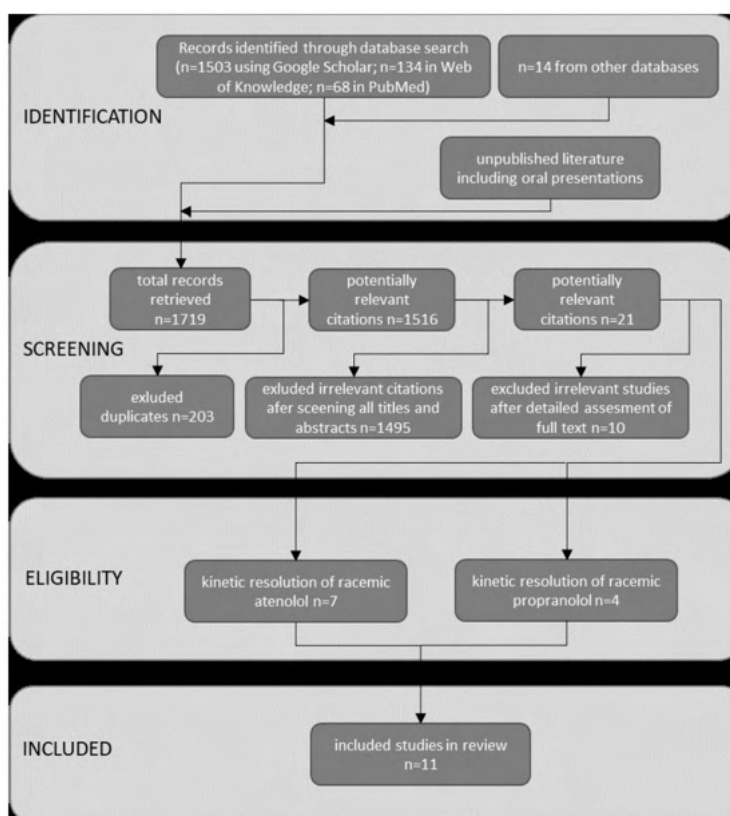 Records identified through database search
(n=1503 using Google Scholar; n=134 in Web
of Knowledge; n=68 in PubMed)
n=14 from other databases
IDENTIFICATION
unpublished literature
including oral presentations
total records
retrieved
n=1719
potentially
relevant
citations n=1516
potentially
relevant
citations n=21
SCREENING
exluded
duplicates n=203
exluded irrelevant citations
afer sceening all titles and
abstracts n=1495
excluded irrelevant studies
after detailed assesment of
full text n=10
ELIGIBILITY
kinetic resolution of racemic
atenolol n=7
kinetic resolution of racemic
propranolol n=4
INCLUDED
included studies in review
n=11